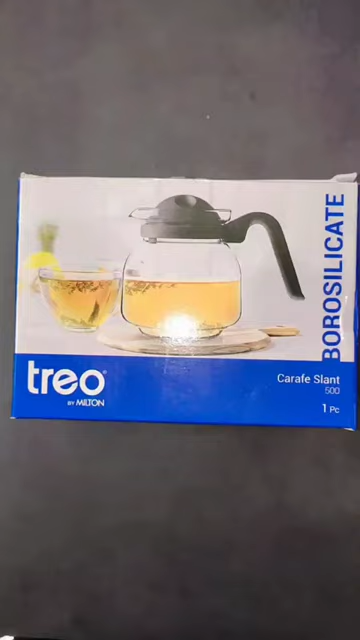 BOROSILICATE
treo®
BY MILTON
Carafe Slant
500
1 Pc